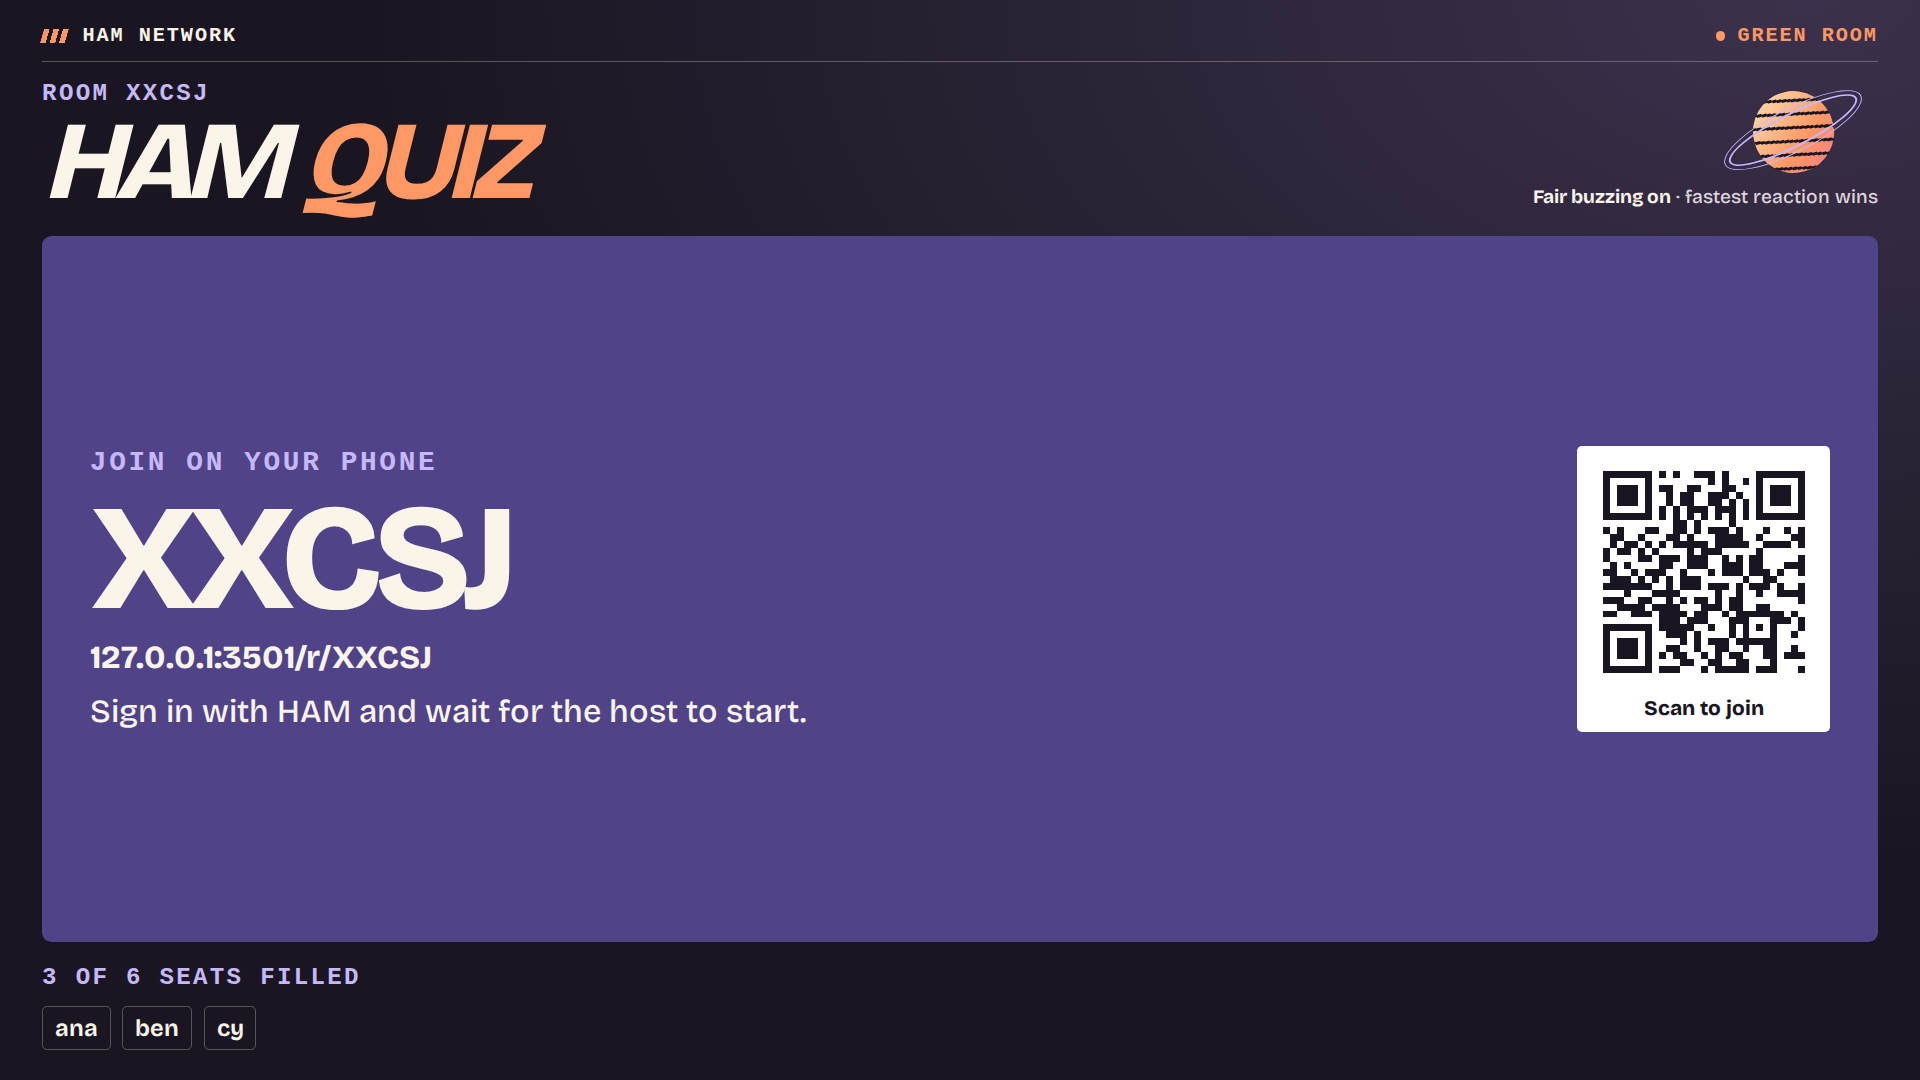 HAM NETWORK
GREEN ROOM
ROOM XXCSJ
HAM QUIZ
Fair buzzing on · fastest reaction wins
JOIN ON YOUR PHONE
XXCSJ
127.0.0.1:3501/r/XXCSJ
Sign in with HAM and wait for the host to start.
Scan to join
3 OF 6 SEATS FILLED
ana
ben
cy